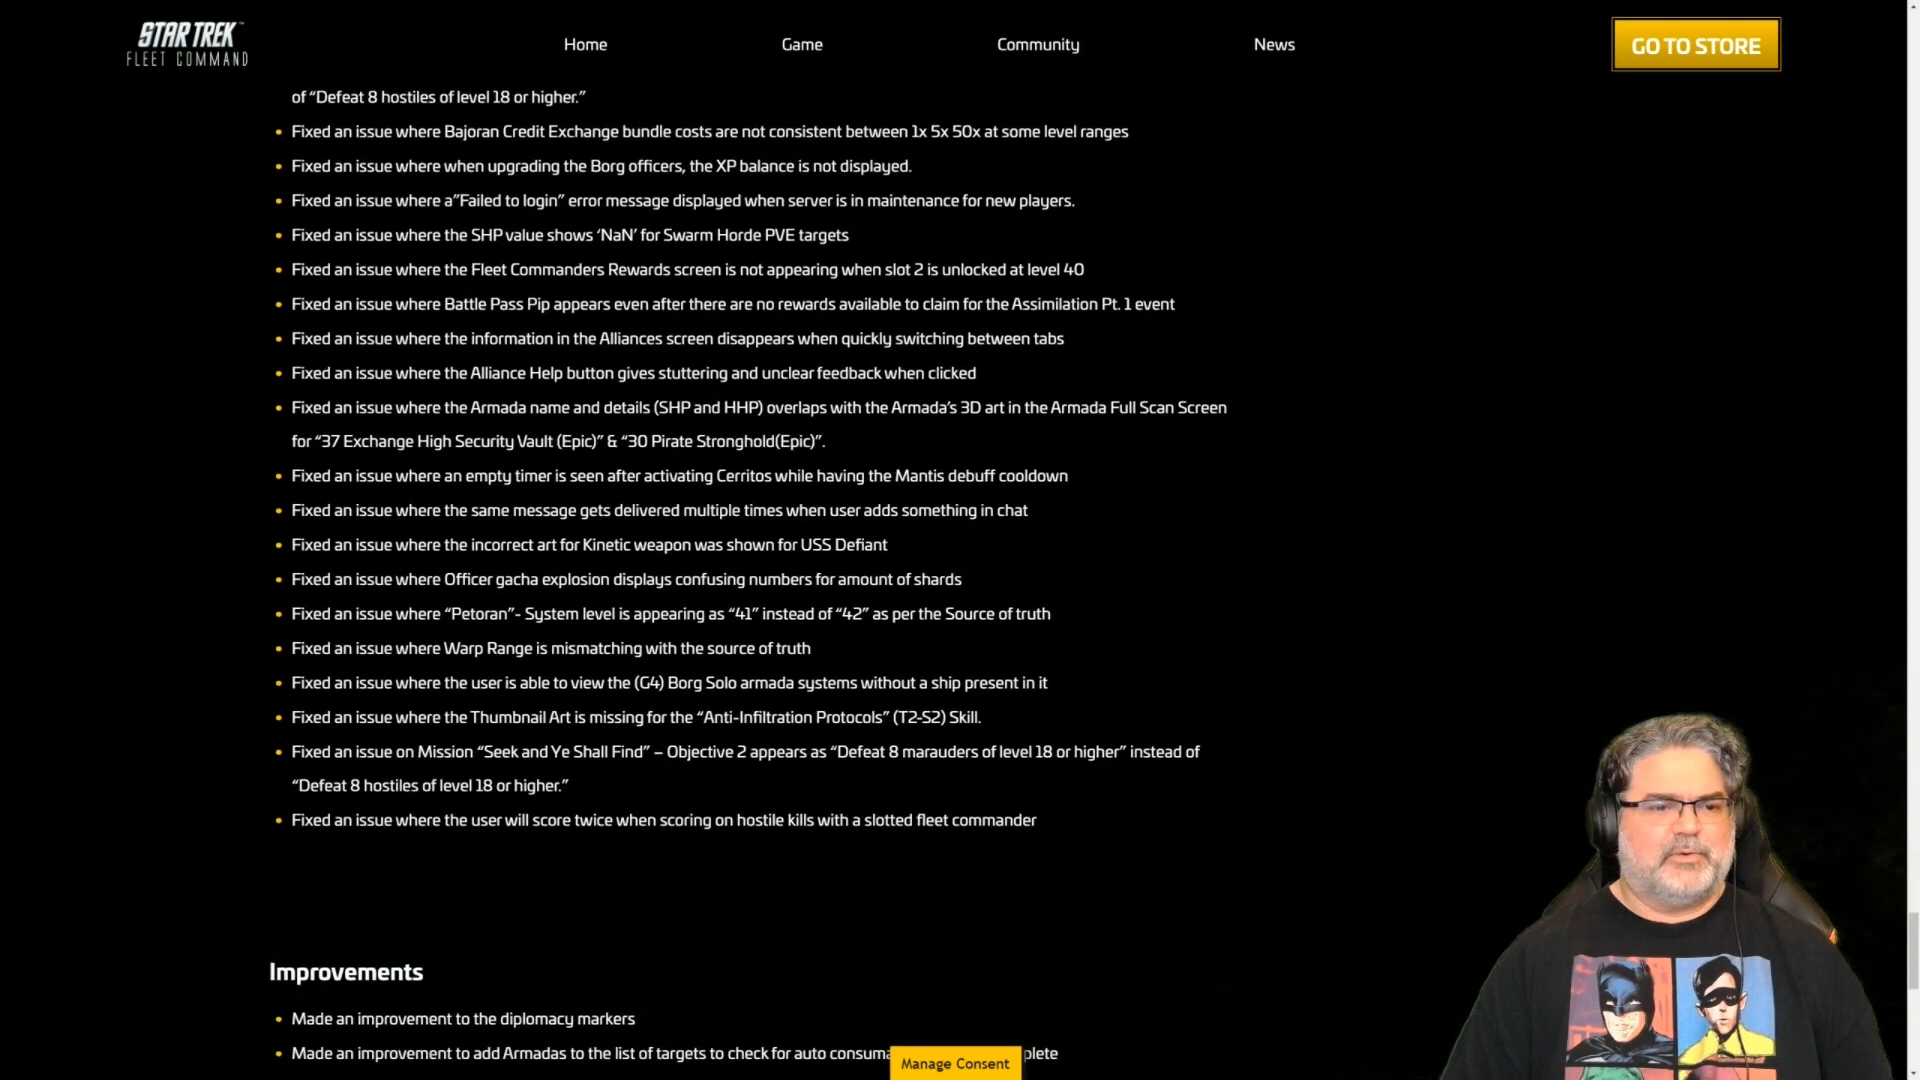 STAR TREK
FLEET COMMAND
Home
Game
Community
News
GO TO STORE
of “Defeat 8 hostiles of level 18 or higher.”
Fixed an issue where Bajoran Credit Exchange bundle costs are not consistent between 1x 5x 50x at some level ranges
Fixed an issue where when upgrading the Borg officers, the XP balance is not displayed.
Fixed an issue where a”Failed to login” error message displayed when server is in maintenance for new players.
Fixed an issue where the SHP value shows ‘NaN’ for Swarm Horde PVE targets
Fixed an issue where the Fleet Commanders Rewards screen is not appearing when slot 2 is unlocked at level 40
Fixed an issue where Battle Pass Pip appears even after there are no rewards available to claim for the Assimilation Pt. 1 event
Fixed an issue where the information in the Alliances screen disappears when quickly switching between tabs
Fixed an issue where the Alliance Help button gives stuttering and unclear feedback when clicked
Fixed an issue where the Armada name and details (SHP and HHP) overlaps with the Armada’s 3D art in the Armada Full Scan Screen
for “37 Exchange High Security Vault (Epic)” & “30 Pirate Stronghold(Epic)”.
Fixed an issue where an empty timer is seen after activating Cerritos while having the Mantis debuff cooldown
Fixed an issue where the same message gets delivered multiple times when user adds something in chat
Fixed an issue where the incorrect art for Kinetic weapon was shown for USS Defiant
Fixed an issue where Officer gacha explosion displays confusing numbers for amount of shards
Fixed an issue where “Petoran”- System level is appearing as “41” instead of “42” as per the Source of truth
Fixed an issue where Warp Range is mismatching with the source of truth
Fixed an issue where the user is able to view the (G4) Borg Solo armada systems without a ship present in it
Fixed an issue where the Thumbnail Art is missing for the “Anti-Infiltration Protocols” (T2-S2) Skill.
Fixed an issue on Mission “Seek and Ye Shall Find” – Objective 2 appears as “Defeat 8 marauders of level 18 or higher” instead of
“Defeat 8 hostiles of level 18 or higher.”
Fixed an issue where the user will score twice when scoring on hostile kills with a slotted fleet commander
Improvements
Made an improvement to the diplomacy markers
Made an improvement to add Armadas to the list of targets to check for auto
Manage Consent